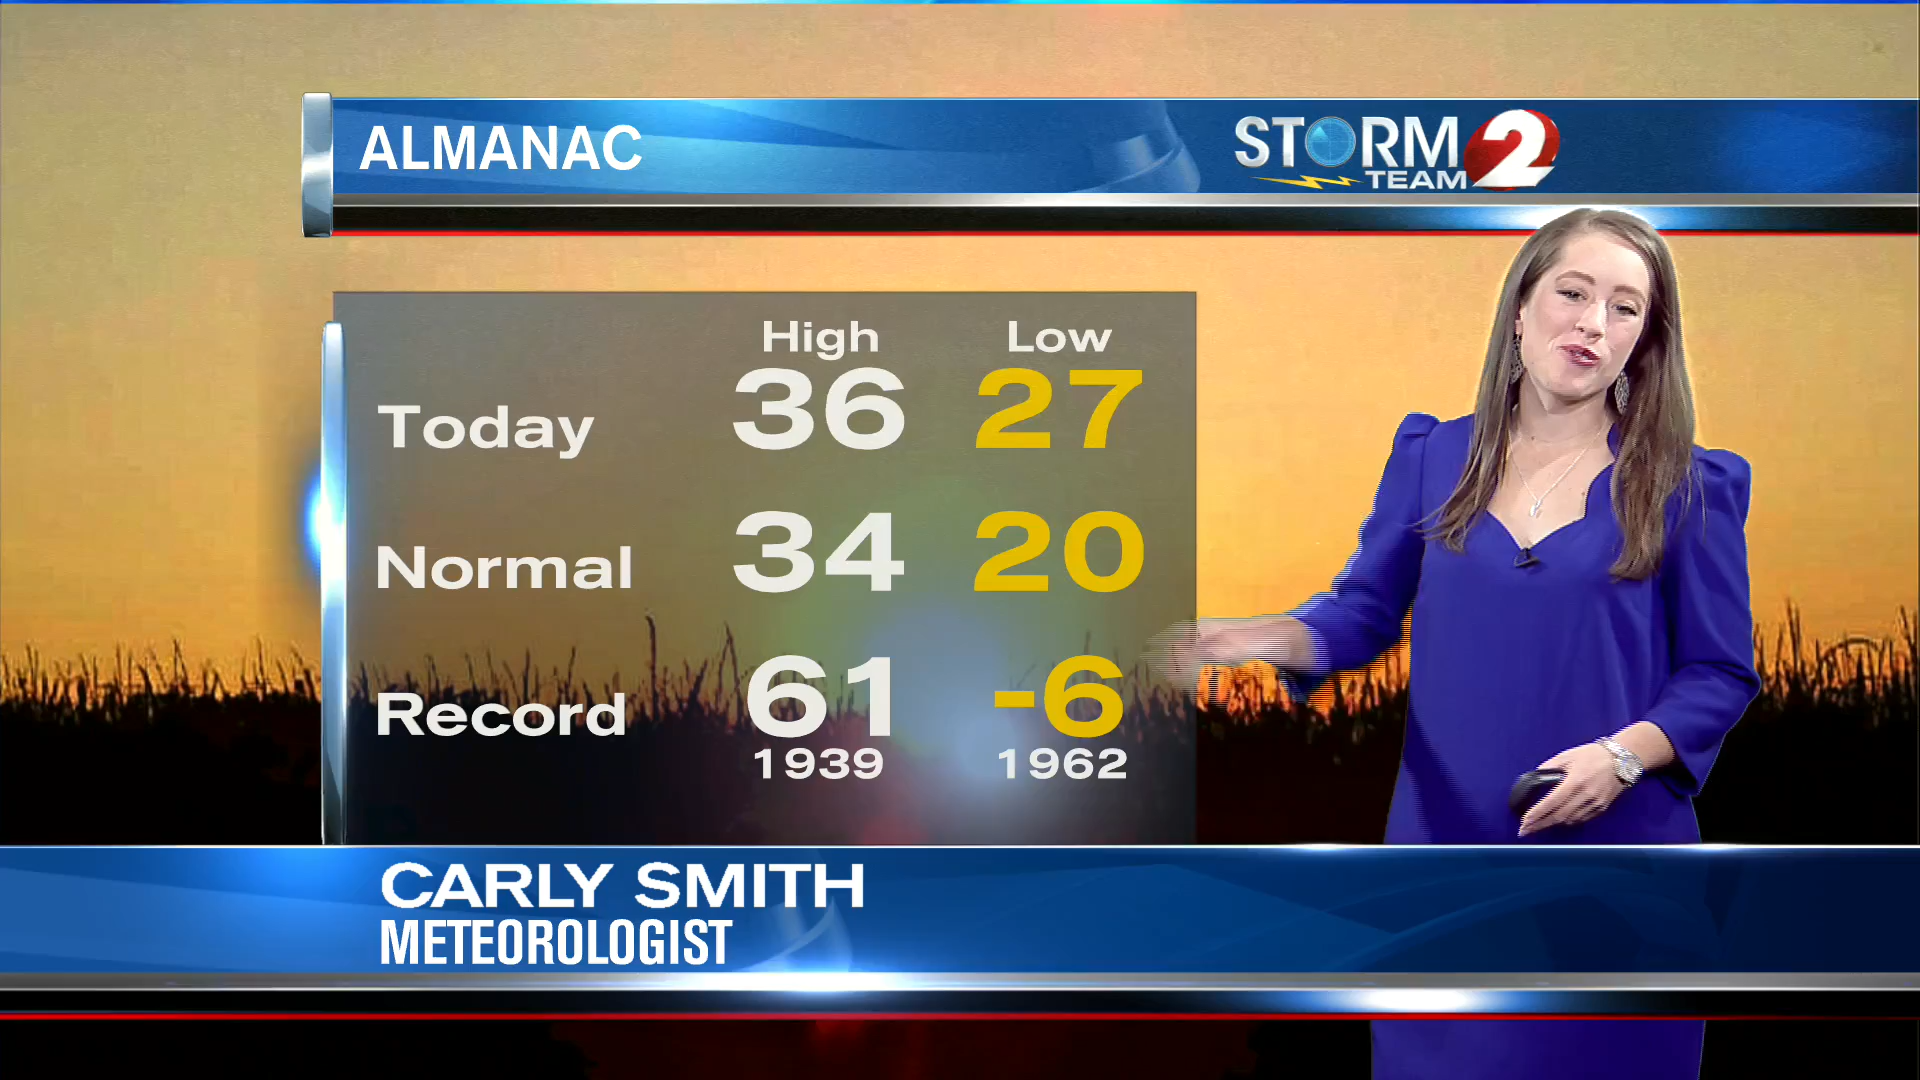 ALMANAC
STORM
TEAM 2
High Low
Today 36 27
Normal 34 20
Record 61 -6
1939 1962
CARLY SMITH
METEOROLOGIST